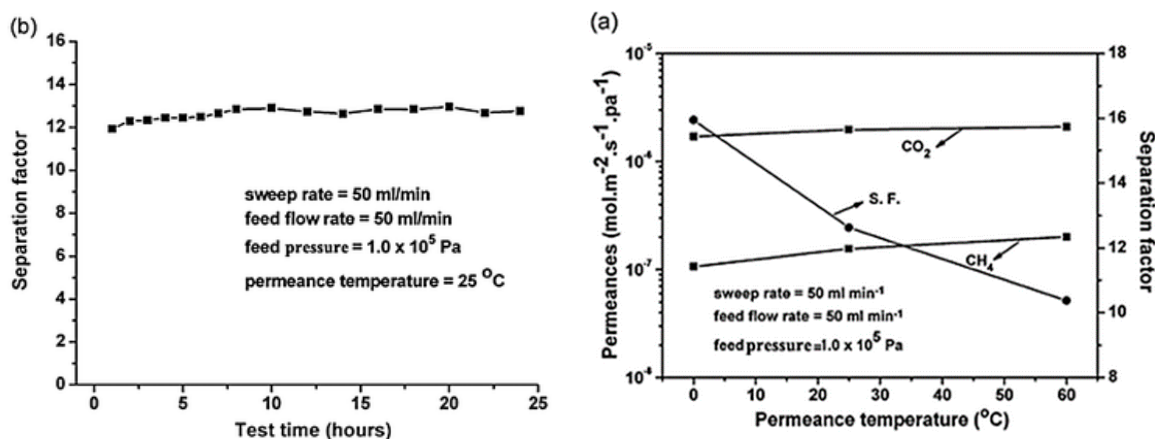 (b)
16
14
12
10
8
6
4
2
0
Separation factor
sweep rate = 50 ml/min
feed flow rate = 50 ml/min
feed pressure = 1.0 x 10⁵ Pa
permeance temperature = 25 ᴼC
0 5 10 15 20 25
Test time (hours)
(a)
Permeances (mol.m⁻².s⁻¹.pa⁻¹)
10⁻⁵
10⁻⁶
10⁻⁷
10⁻⁸
CO₂
S. F.
CH₄
sweep rate = 50 ml min⁻¹
feed flow rate = 50 ml min⁻¹
feed pressure=1.0 x 10⁵ Pa
18
16
14
12
10
8
Separation factor
0 10 20 30 40 50 60
Permeance temperature (ᴼC)